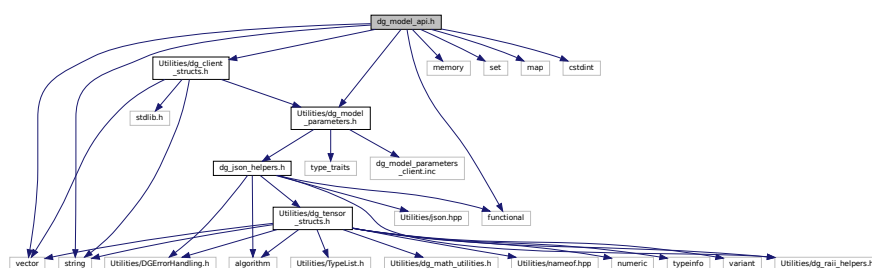 dg_model_api.h
Utilities/dg_client
_structs.h
memory
set
map
cstdint
stdlib.h
Utilities/dg_model
_parameters.h
dg_json_helpers.h
type_traits
dg_model_parameters
_client.inc
Utilities/dg_tensor
_structs.h
Utilities/json.hpp
functional
vector
string
Utilities/DGErrorHandling.h
algorithm
Utilities/TypeList.h
Utilities/dg_math_utilities.h
Utilities/nameof.hpp
numeric
typeinfo
variant
Utilities/dg_raii_helpers.h